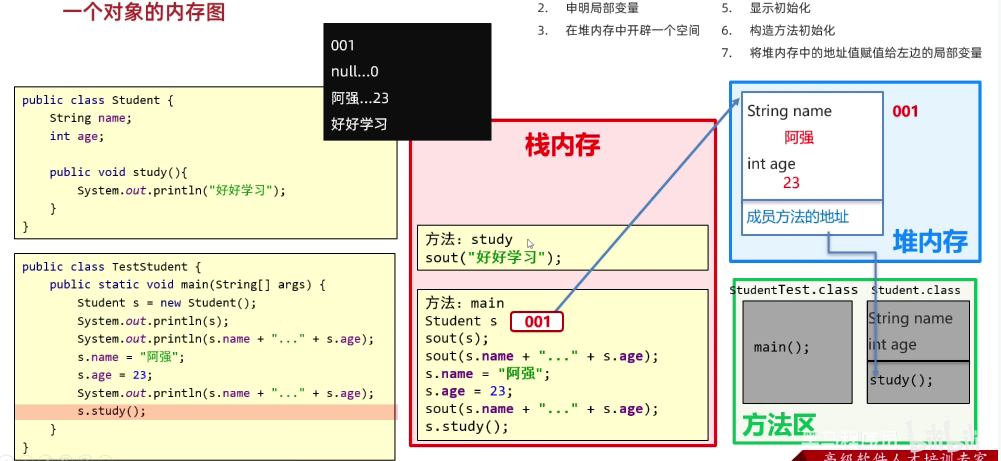 一个对象的内存图
2. 申明局部变量
3. 在堆内存中开辟一个空间
5. 显示初始化
6. 构造方法初始化
7. 将堆内存中的地址值赋值给左边的局部变量
001
null...0
阿强...23
好好学习
public class Student {
String name;
int age;
public void study(){
System.out.println("好好学习");
}
}
public class TestStudent {
public static void main(String[] args) {
Student s = new Student();
System.out.println(s);
System.out.println(s.name + "..." + s.age);
s.name = "阿强";
s.age = 23;
System.out.println(s.name + "..." + s.age);
s.study();
}
}
栈内存
方法：study
sout("好好学习");
方法：main
Student s 001
sout(s);
sout(s.name + "..." + s.age);
s.name = "阿强";
s.age = 23;
sout(s.name + "..." + s.age);
s.study();
String name
阿强
int age
23
成员方法的地址
001
堆内存
StudentTest.class
main();
Student.class
String name
int age
study();
方法区
高级软件人才培训专家